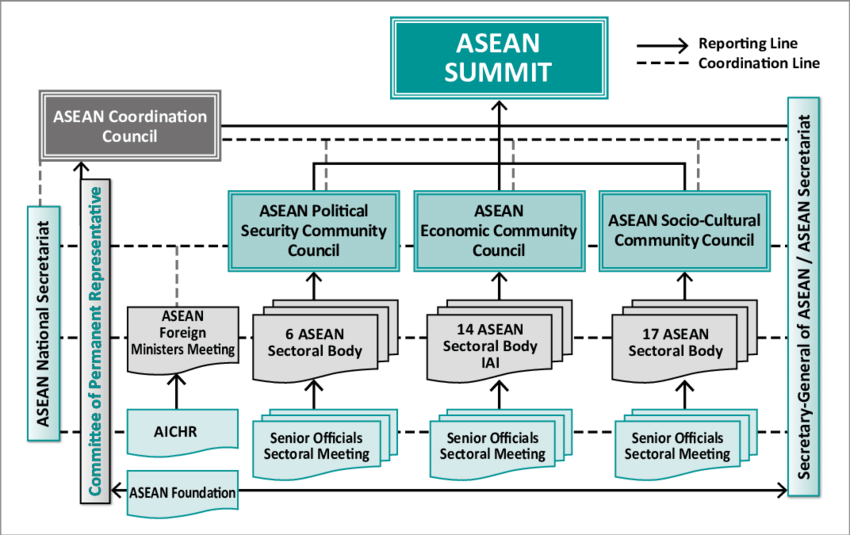 ASEAN
SUMMIT
Reporting Line
Coordination Line
ASEAN Coordination
Council
ASEAN National Secretariat
Committee of Permanent Representative
Secretary-General of ASEAN / ASEAN Secretariat
ASEAN Political
Security Community
Council
ASEAN
Economic Community
Council
ASEAN Socio-Cultural
Community Council
ASEAN
Foreign
Ministers Meeting
6 ASEAN
Sectoral Body
14 ASEAN
Sectoral Body
IAI
17 ASEAN
Sectoral Body
AICHR
Senior Officials
Sectoral Meeting
Senior Officials
Sectoral Meeting
Senior Officials
Sectoral Meeting
ASEAN Foundation